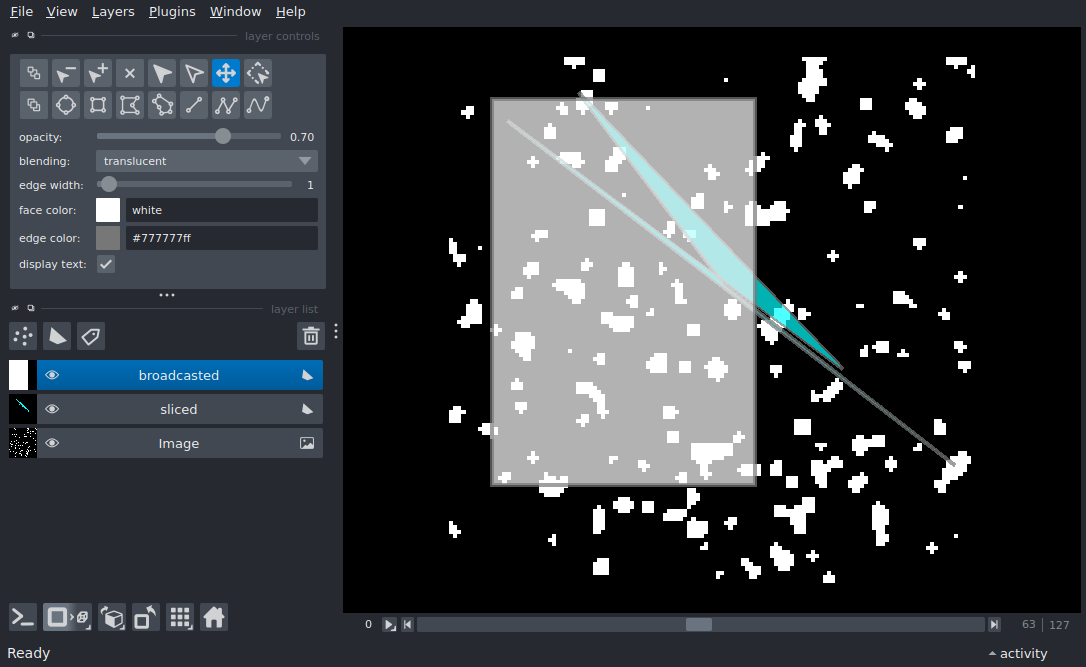 File View Layers Plugins Window Help
layer controls
opacity: 0.70
blending: translucent
edge width: 1
face color: white
edge color: #777777ff
display text:
layer list
broadcasted
sliced
Image
0 63 127
Ready activity